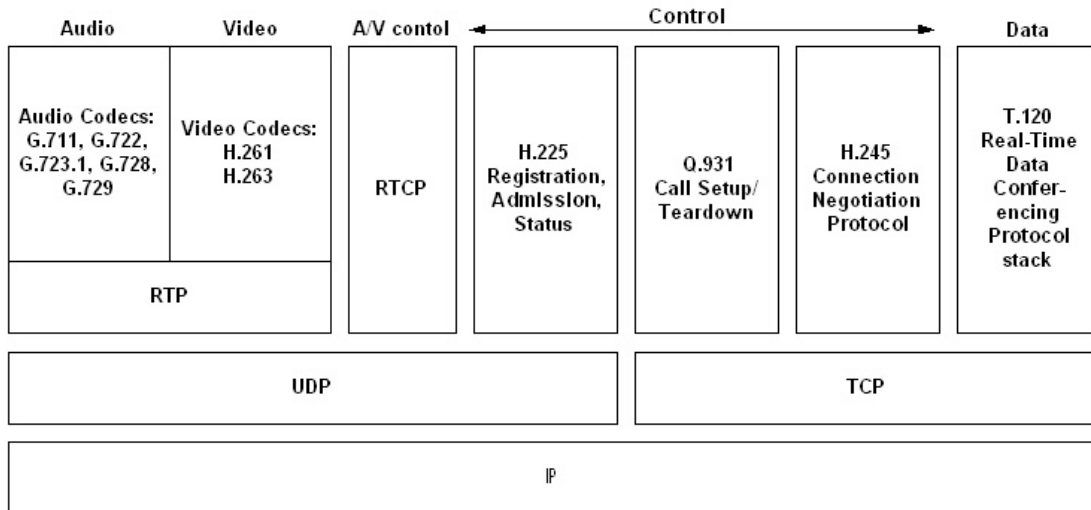 Control
Audio
Video
A/V contol
Data
Audio Codecs:
G.711, G.722,
G.723.1, G.728,
G.729
Video Codecs:
H.261
H.263
RTP
RTCP
H.225
Registration,
Admission,
Status
Q.931
Call Setup/
Teardown
H.245
Connection
Negotiation
Protocol
T.120
Real-Time
Data
Confer-
encing
Protocol
stack
UDP
TCP
IP